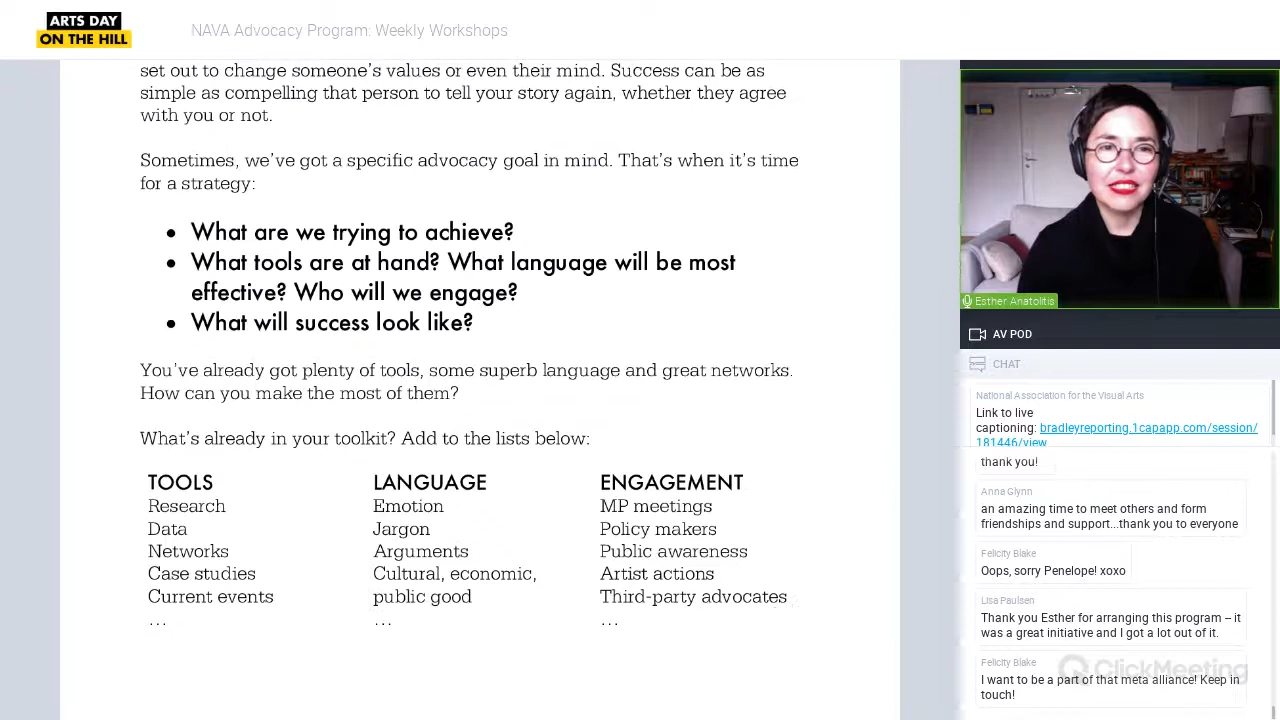 ARTS DAY
ON THE HILL
NAVA Advocacy Program: Weekly Workshops
set out to change someone's values or even their mind. Success can be as
simple as compelling that person to tell your story again, whether they agree
with you or not.
Sometimes, we've got a specific advocacy goal in mind. That's when it's time
for a strategy:
• What are we trying to achieve?
• What tools are at hand? What language will be most
effective? Who will we engage?
• What will success look like?
You've already got plenty of tools, some superb language and great networks.
How can you make the most of them?
What's already in your toolkit? Add to the lists below:
TOOLS
Research
Data
Networks
Case studies
Current events
...
LANGUAGE
Emotion
Jargon
Arguments
Cultural, economic,
public good
...
ENGAGEMENT
MP meetings
Policy makers
Public awareness
Artist actions
Third-party advocates
...
Esther Anatolitis
AV POD
CHAT
National Association for the Visual Arts
Link to live
captioning: bradleyreporting.1capapp.com/session/
181446/view
thank you!
Anna Glynn
an amazing time to meet others and form
friendships and support...thank you to everyone
Felicity Blake
Oops, sorry Penelope! xoxo
Lisa Paulsen
Thank you Esther for arranging this program – it
was a great initiative and I got a lot out of it.
Felicity Blake
I want to be a part of that meta alliance! Keep in
touch!
ClickMeeting